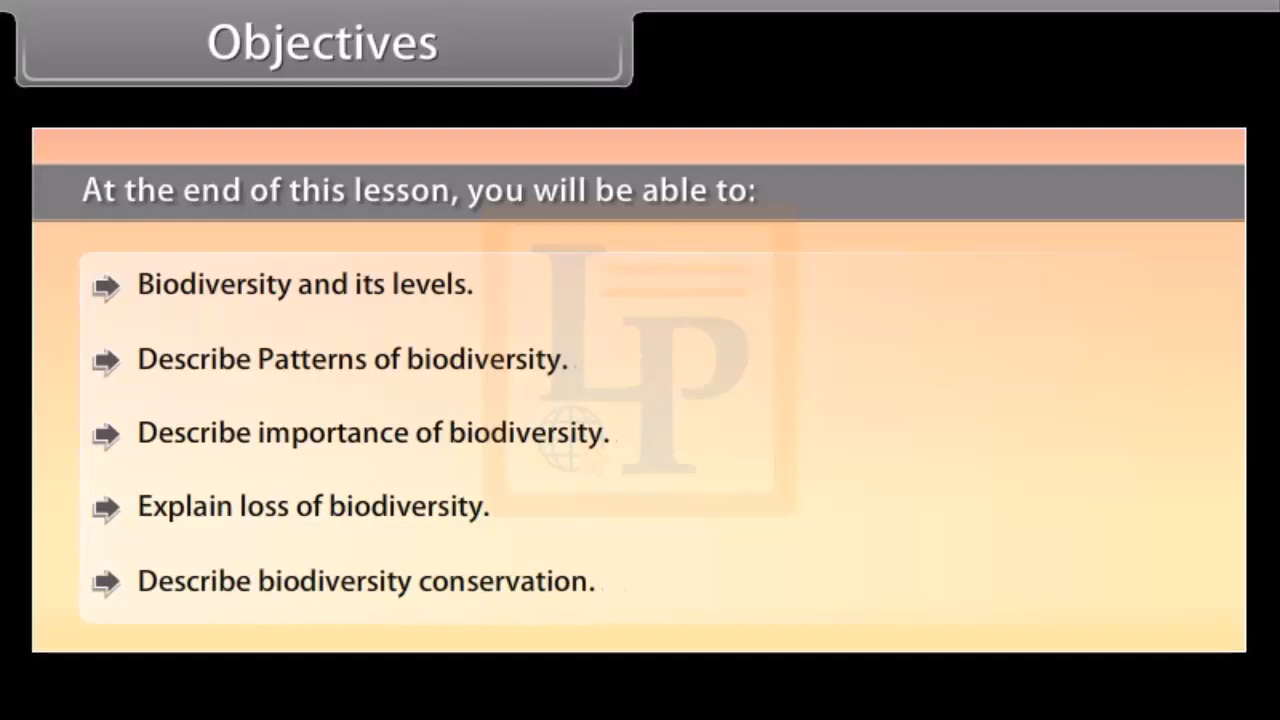 Objectives
At the end of this lesson, you will be able to:
Biodiversity and its levels.
Describe Patterns of biodiversity.
Describe importance of biodiversity.
Explain loss of biodiversity.
Describe biodiversity conservation.
LP